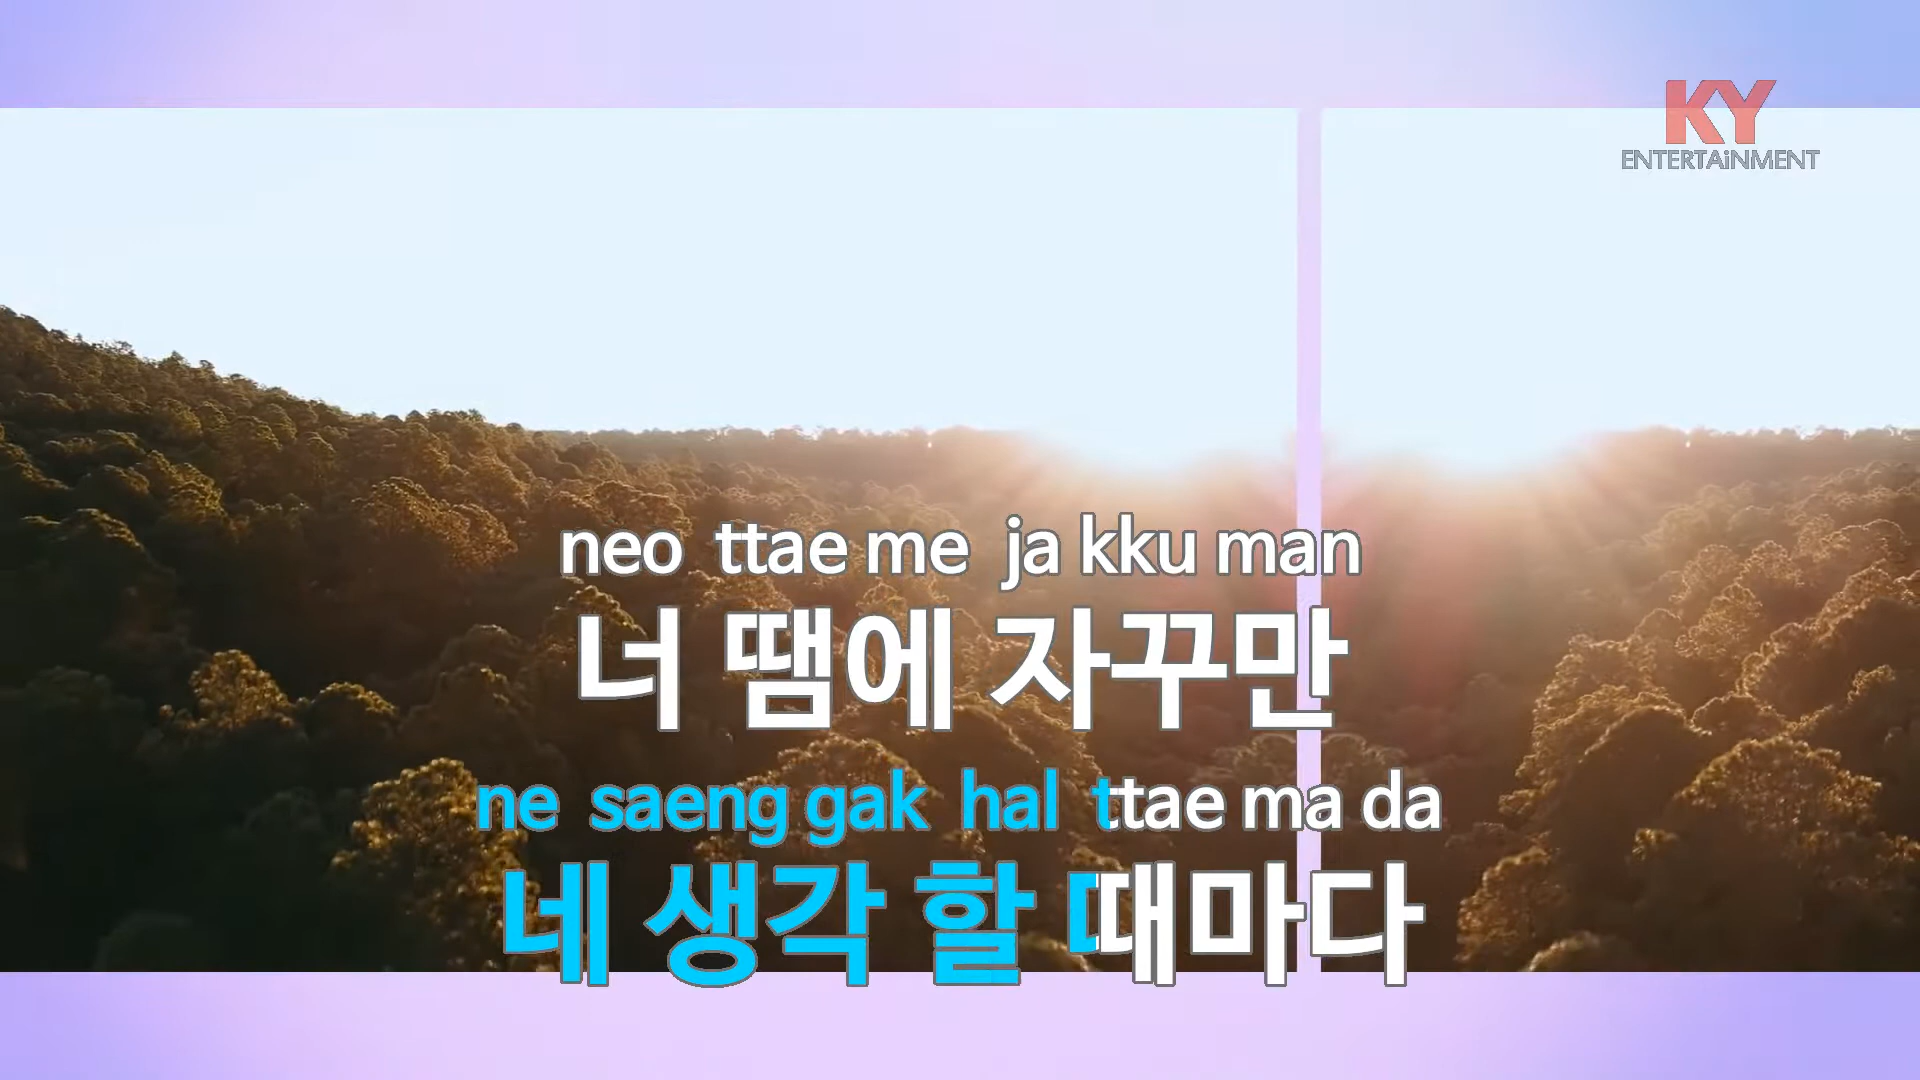 KY
ENTERTAiNMENT
neo ttae me ja kku man
너 땜에 자꾸만
ne saeng gak hal ttae ma da
네 생각 할 때마다